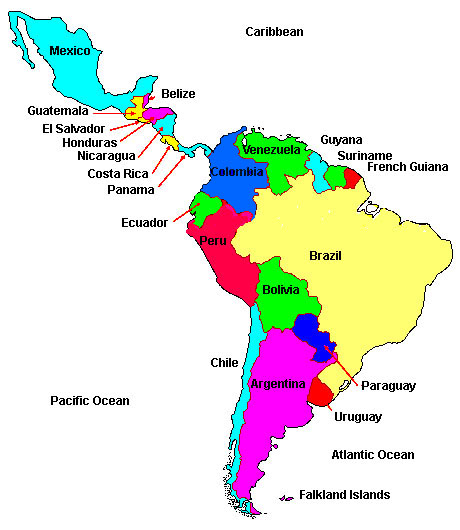 Caribbean
Mexico
Belize
Guatemala
El Salvador
Honduras
Nicaragua
Costa Rica
Panama
Venezuela
Guyana
Suriname
French Guiana
Colombia
Ecuador
Peru
Brazil
Bolivia
Chile
Argentina
Paraguay
Pacific Ocean
Uruguay
Atlantic Ocean
Falkland Islands